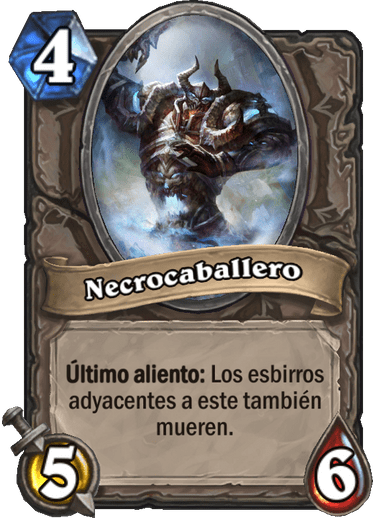 4
Necrocaballero
Último aliento: Los esbirros
adyacentes a este también
mueren.
5
6